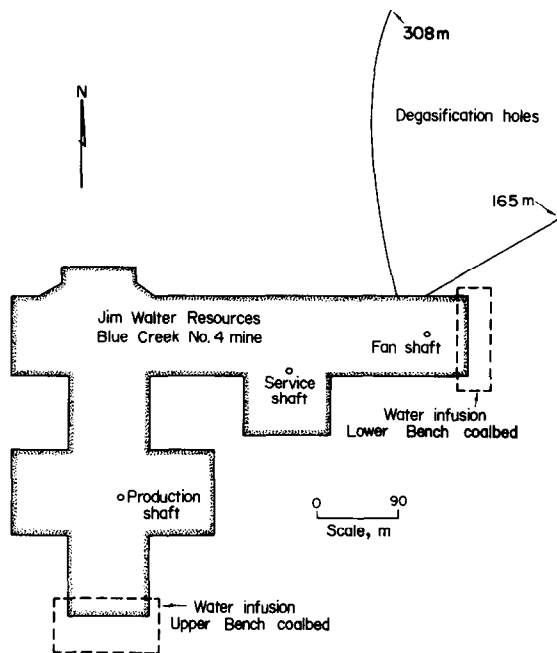 308m
N
Degasification holes
165 m
Jim Walter Resources
Blue Creek No. 4 mine
Fan shaft
Service
shaft
Water infusion
Lower Bench coalbed
Production
shaft
0 90
Scale, m
Water infusion
Upper Bench coalbed